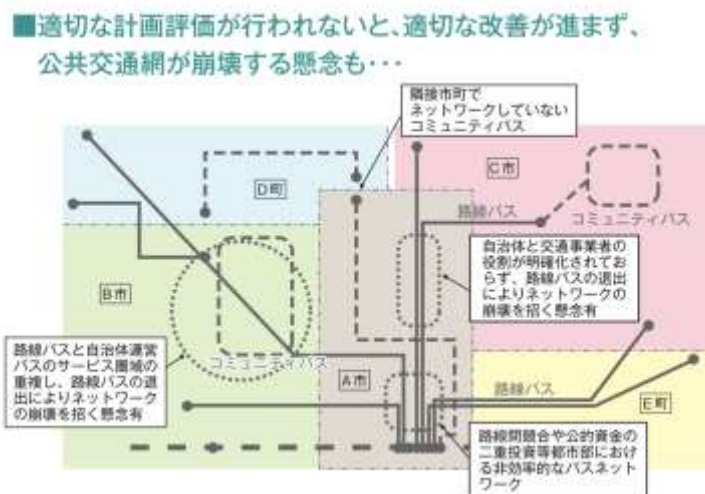 ■適切な計画評価が行われないと、適切な改善が進まず、
公共交通網が崩壊する懸念も･･･
隣接市町で
ネットワークしていない
コミュニティバス
C市
D町
路線バス
コミュニティバス
自治体と交通事業者の
役割が明確化されてお
らず、路線バスの退出
によりネットワークの
崩壊を招く懸念有
B市
路線バスと自治体運営
バスのサービス圏域の
重複し、路線バスの退
出によりネットワーク
の崩壊を招く懸念有
コミュニティバス
A市
路線バス
E町
路線間競合や公的資金の
二重投資等都市部におけ
る非効率的なバスネット
ワーク